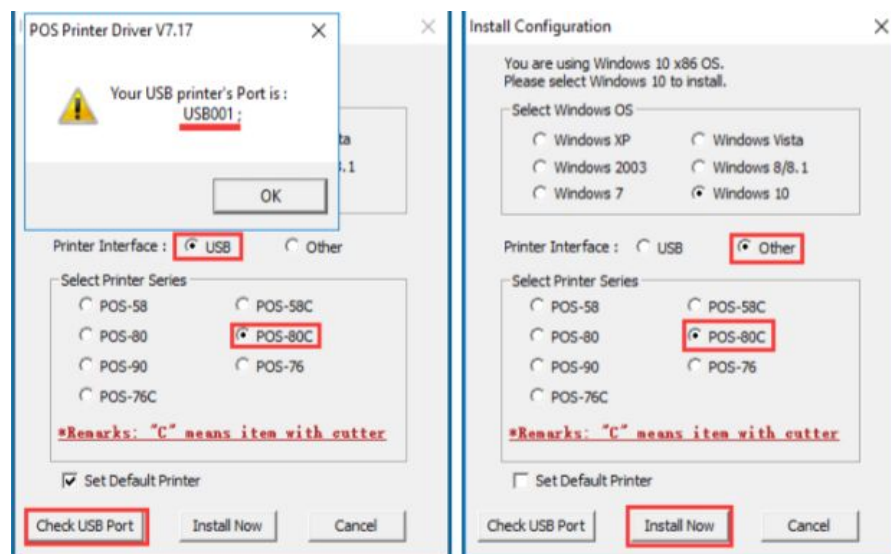 POS Printer Driver V7.17
Your USB printer's Port is :
USB001 ;
OK
ta
.1
Printer Interface : USB Other
Select Printer Series
POS-58 POS-58C
POS-80 POS-80C
POS-90 POS-76
POS-76C
*Remarks: "C" means item with cutter
Set Default Printer
Check USB Port Install Now Cancel
Install Configuration
You are using Windows 10 x86 OS.
Please select Windows 10 to install.
Select Windows OS
Windows XP Windows Vista
Windows 2003 Windows 8/8.1
Windows 7 Windows 10
Printer Interface : USB Other
Select Printer Series
POS-58 POS-58C
POS-80 POS-80C
POS-90 POS-76
POS-76C
*Remarks: "C" means item with cutter
Set Default Printer
Check USB Port Install Now Cancel